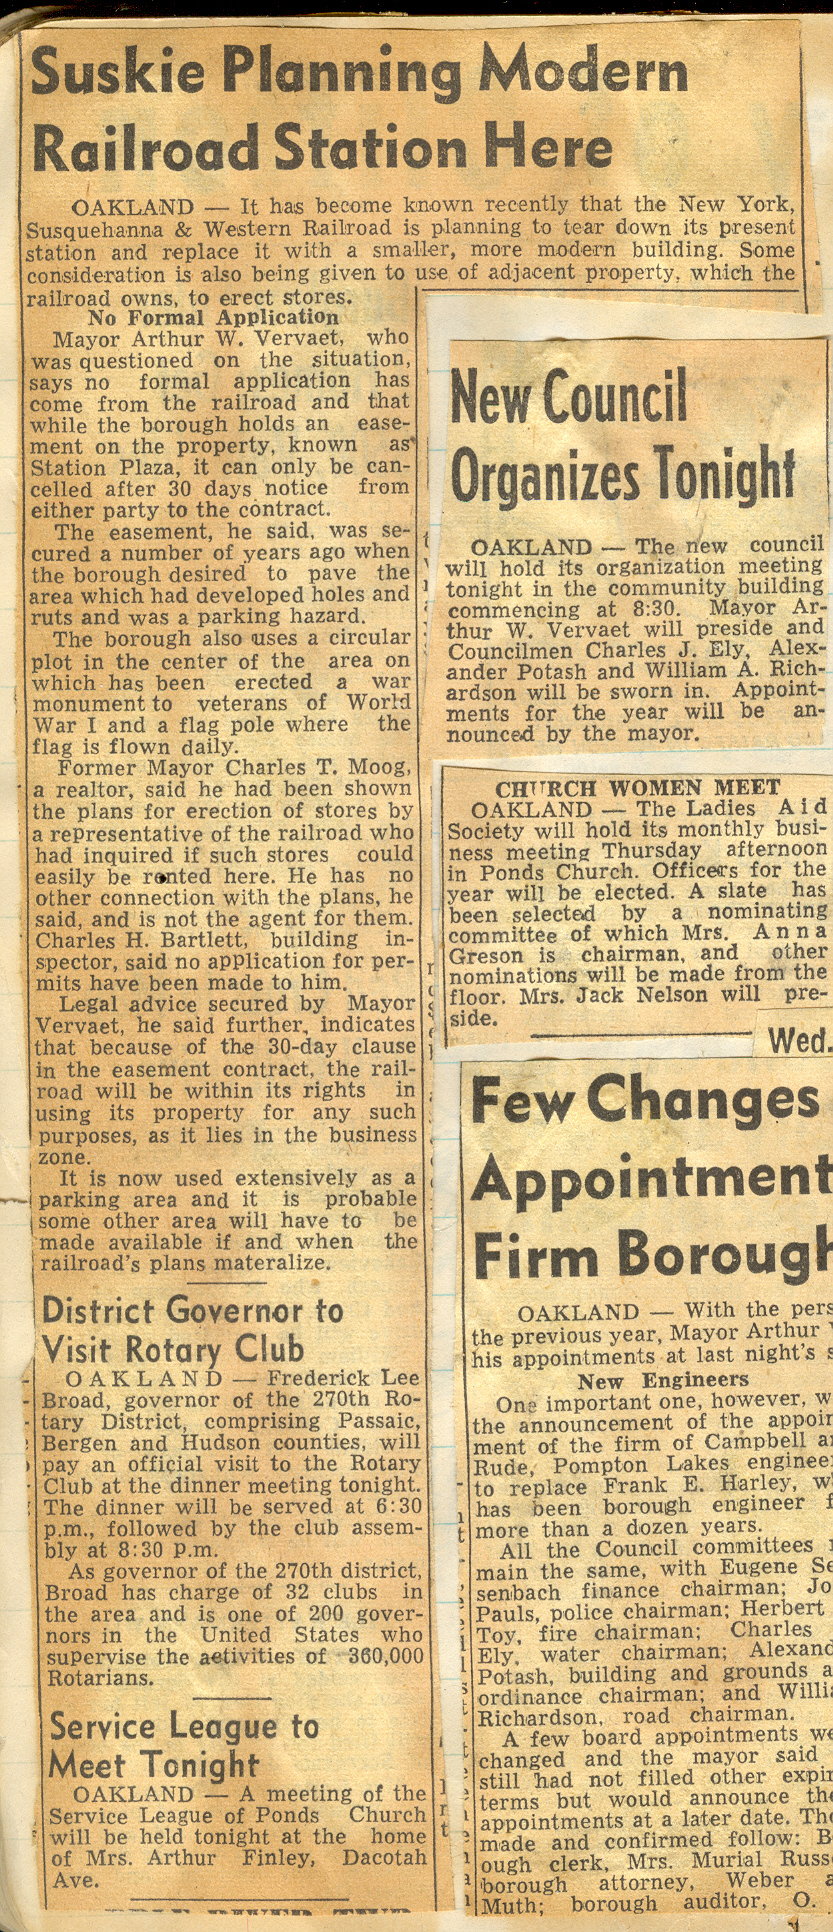 Suskie Planning Modern
Railroad Station Here
OAKLAND — It has become known recently that the New York,
Susquehanna & Western Railroad is planning to tear down its present
station and replace it with a smaller, more modern building. Some
consideration is also being given to use of adjacent property, which the
railroad owns, to erect stores.
No Formal Application
Mayor Arthur W. Vervaet, who
was questioned on the situation,
says no formal application has
come from the railroad and that
while the borough holds an ease-
ment on the property, known as
Station Plaza, it can only be can-
celled after 30 days notice from
either party to the contract.
The easement, he said, was se-
cured a number of years ago when
the borough desired to pave the
area which had developed holes and
ruts and was a parking hazard.
The borough also uses a circular
plot in the center of the area on
which has been erected a war
monument to veterans of World
War I and a flag pole where the
flag is flown daily.
Former Mayor Charles T. Moog,
a realtor, said he had been shown
the plans for erection of stores by
a representative of the railroad who
had inquired if such stores could
easily be rented here. He has no
other connection with the plans, he
said, and is not the agent for them.
Charles H. Bartlett, building in-
spector, said no application for per-
mits have been made to him.
Legal advice secured by Mayor
Vervaet, he said further, indicates
that because of the 30-day clause
in the easement contract, the rail-
road will be within its rights in
using its property for any such
purposes, as it lies in the business
zone.
It is now used extensively as a
parking area and it is probable
some other area will have to be
made available if and when the
railroad's plans materalize.
District Governor to
Visit Rotary Club
OAKLAND — Frederick Lee
Broad, governor of the 270th Ro-
tary District, comprising Passaic,
Bergen and Hudson counties, will
pay an official visit to the Rotary
Club at the dinner meeting tonight.
The dinner will be served at 6:30
p.m., followed by the club assem-
bly at 8:30 p.m.
As governor of the 270th district,
Broad has charge of 32 clubs in
the area and is one of 200 gover-
nors in the United States who
supervise the activities of 360,000
Rotarians.
Service League to
Meet Tonight
OAKLAND — A meeting of the
Service League of Ponds Church
will be held tonight at the home
of Mrs. Arthur Finley, Dacotah
Ave.
New Council
Organizes Tonight
OAKLAND — The new council
will hold its organization meeting
tonight in the community building
commencing at 8:30. Mayor Ar-
thur W. Vervaet will preside and
Councilmen Charles J. Ely, Alex-
ander Potash and William A. Rich-
ardson will be sworn in. Appoint-
ments for the year will be an-
nounced by the mayor.
CHURCH WOMEN MEET
OAKLAND — The Ladies Aid
Society will hold its monthly busi-
ness meeting Thursday afternoon
in Ponds Church. Officers for the
year will be elected. A slate has
been selected by a nominating
committee of which Mrs. Anna
Greson is chairman, and other
nominations will be made from the
floor. Mrs. Jack Nelson will pre-
side.
Wed.
Few Changes
Appointment
Firm Borough
OAKLAND — With the pers
the previous year, Mayor Arthur
his appointments at last night's s
New Engineers
One important one, however, w
the announcement of the appoin
ment of the firm of Campbell a
Rude, Pompton Lakes enginee
to replace Frank E. Harley, w
has been borough engineer f
more than a dozen years.
All the Council committees
main the same, with Eugene Se
senbach finance chairman; Jo
Pauls, police chairman; Herbert
Toy, fire chairman; Charles
Ely, water chairman; Alexand
Potash, building and grounds a
ordinance chairman; and Willia
Richardson, road chairman.
A few board appointments we
changed and the mayor said
still had not filled other expir
terms but would announce the
appointments at a later date. Tho
made and confirmed follow: B
ough clerk, Mrs. Murial Russ
borough attorney, Weber a
Muth; borough auditor, O.